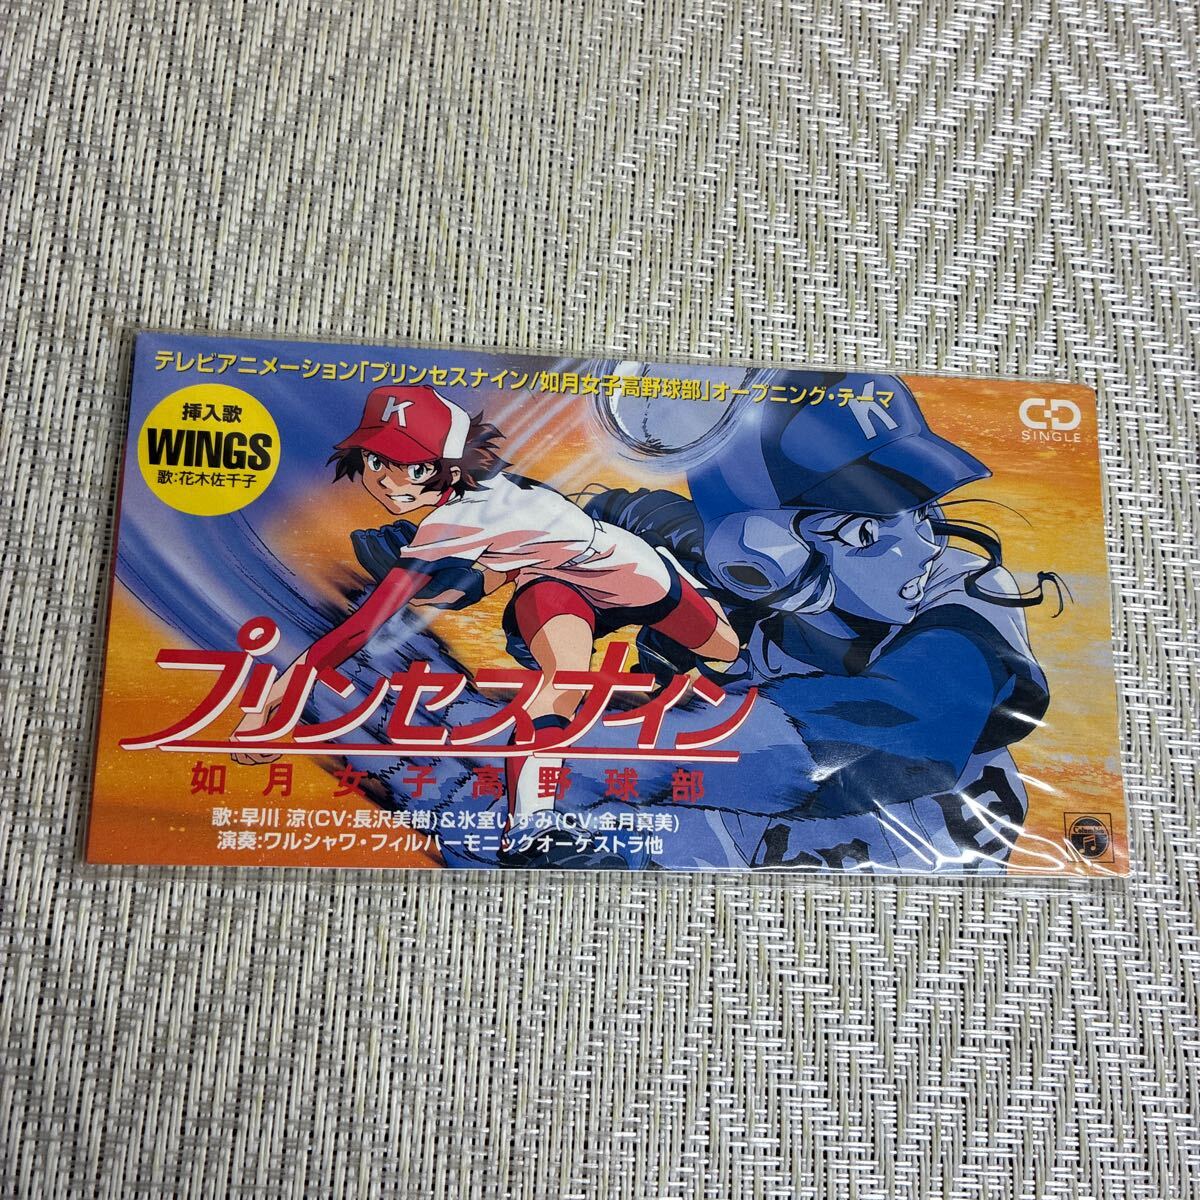 テレビアニメーション「プリンセスナイン/如月女子高野球部」オープニング・テーマ
挿入歌
WINGS
歌:花木佐千子
K
K
CD
SINGLE
プリンセスナイン
如月女子高野球部
歌:早川 涼(CV:長沢美樹)&氷室いずみ(CV:金月真美)
演奏:ワルシャワ・フィルハーモニックオーケストラ他
Columbia